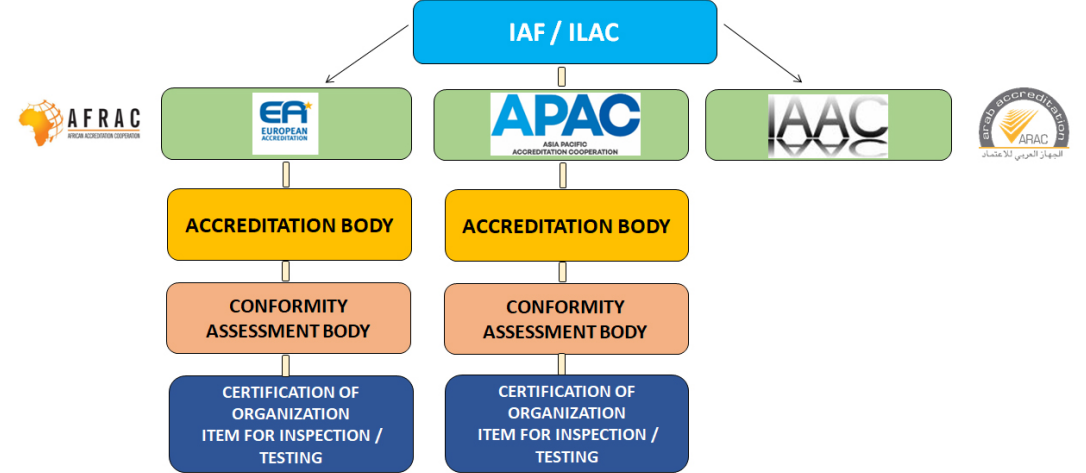 IAF / ILAC
AFRAC
AFRICAN ACCREDITATION COOPERATION
EA
EUROPEAN
ACCREDITATION
APAC
ASIA PACIFIC
ACCREDITATION COOPERATION
IAAC
arab accreditation
ARAC
الجهاز العربي للاعتماد
ACCREDITATION BODY
ACCREDITATION BODY
CONFORMITY
ASSESSMENT BODY
CONFORMITY
ASSESSMENT BODY
CERTIFICATION OF
ORGANIZATION
ITEM FOR INSPECTION /
TESTING
CERTIFICATION OF
ORGANIZATION
ITEM FOR INSPECTION /
TESTING